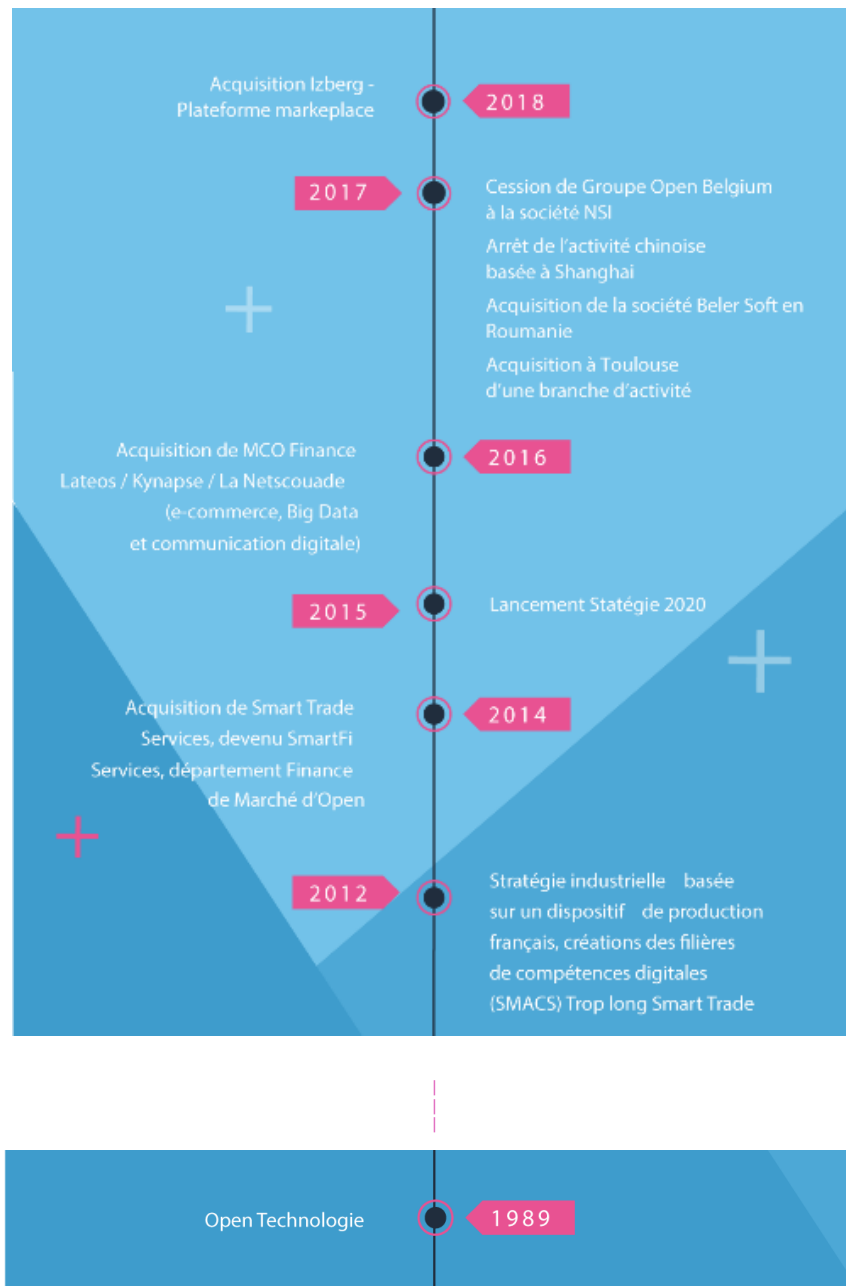 Acquisition Izberg -
Plateforme markeplace
2018
2017
Cession de Groupe Open Belgium
à la société NSI
Arrêt de l'activité chinoise
basée à Shanghai
Acquisition de la société Beler Soft en
Roumanie
Acquisition à Toulouse
d'une branche d'activité
Acquisition de MCO Finance
Lateos / Kynapse / La Netscouade
(e-commerce, Big Data
et communication digitale)
2016
2015
Lancement Statégie 2020
Acquisition de Smart Trade
Services, devenu SmartFi
Services, département Finance
de Marché d'Open
2014
2012
Stratégie industrielle basée
sur un dispositif de production
français, créations des filières
de compétences digitales
(SMACS) Trop long Smart Trade
Open Technologie
1989